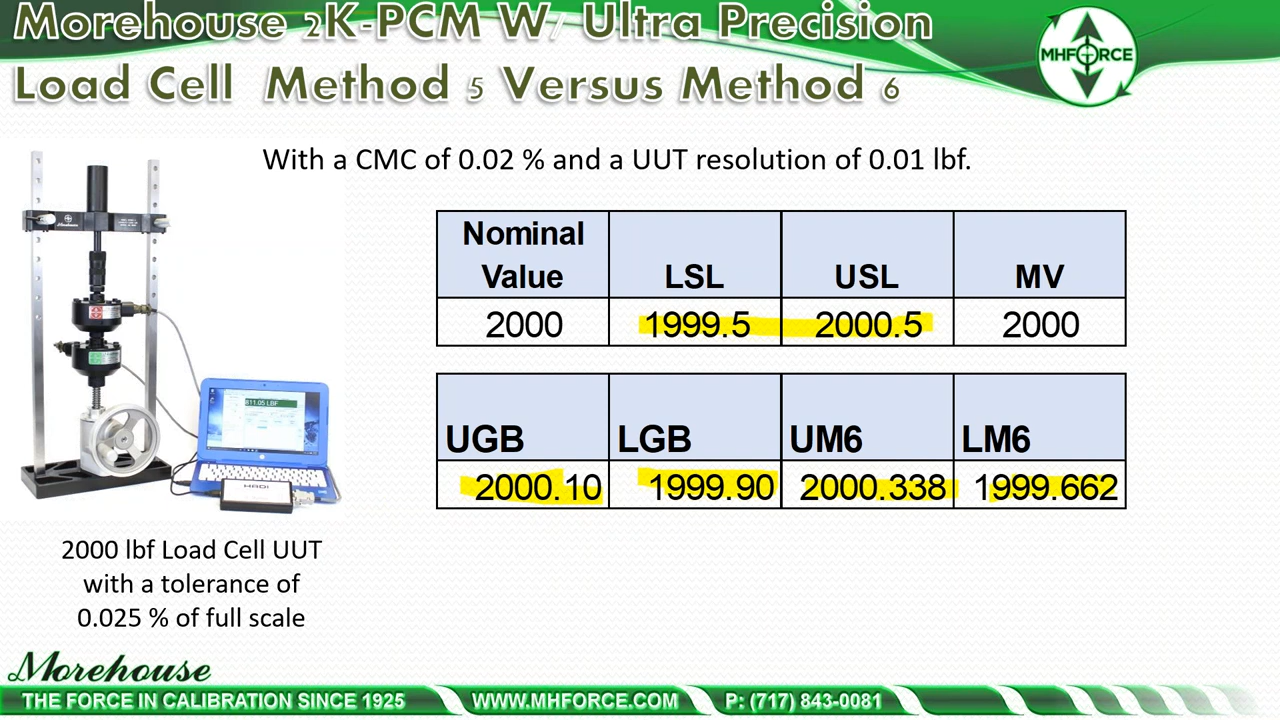 Morehouse 2K-PCM W/ Ultra Precision
Load Cell Method 5 Versus Method 6
MHFORCE
With a CMC of 0.02 % and a UUT resolution of 0.01 lbf.
Nominal Value LSL USL MV
2000 1999.5 2000.5 2000
UGB LGB UM6 LM6
2000.10 1999.90 2000.338 1999.662
811.05 LBF
2000 lbf Load Cell UUT
with a tolerance of
0.025 % of full scale
Morehouse
THE FORCE IN CALIBRATION SINCE 1925 WWW.MHFORCE.COM P: (717) 843-0081